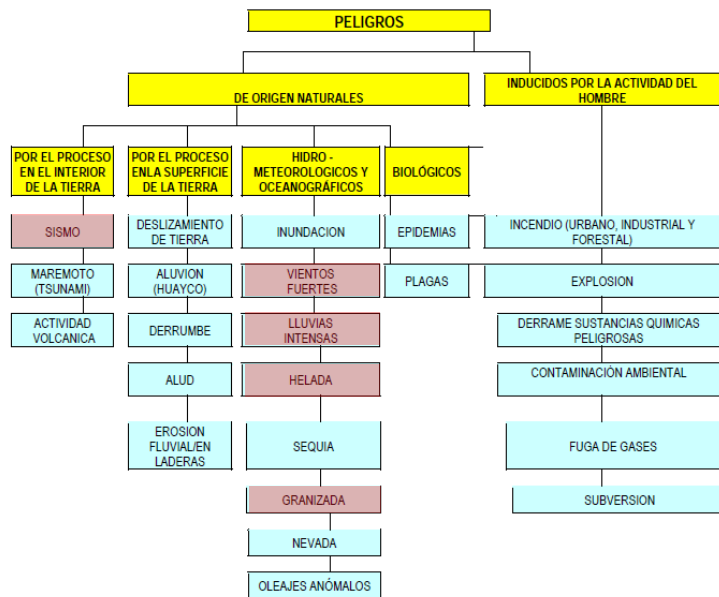 PELIGROS
DE ORIGEN NATURALES
INDUCIDOS POR LA ACTIVIDAD DEL
HOMBRE
POR EL PROCESO
EN EL INTERIOR
DE LA TIERRA
POR EL PROCESO
ENLA SUPERFICIE
DE LA TIERRA
HIDRO -
METEOROLOGICOS Y
OCEANOGRÁFICOS
BIOLÓGICOS
SISMO
MAREMOTO
(TSUNAMI)
ACTIVIDAD
VOLCANICA
DESLIZAMIENTO
DE TIERRA
ALUVION
(HUAYCO)
DERRUMBE
ALUD
EROSION
FLUVIAL/EN
LADERAS
INUNDACION
VIENTOS
FUERTES
LLUVIAS
INTENSAS
HELADA
SEQUIA
GRANIZADA
NEVADA
OLEAJES ANÓMALOS
EPIDEMIAS
PLAGAS
INCENDIO (URBANO, INDUSTRIAL Y
FORESTAL)
EXPLOSION
DERRAME SUSTANCIAS QUIMICAS
PELIGROSAS
CONTAMINACIÓN AMBIENTAL
FUGA DE GASES
SUBVERSION